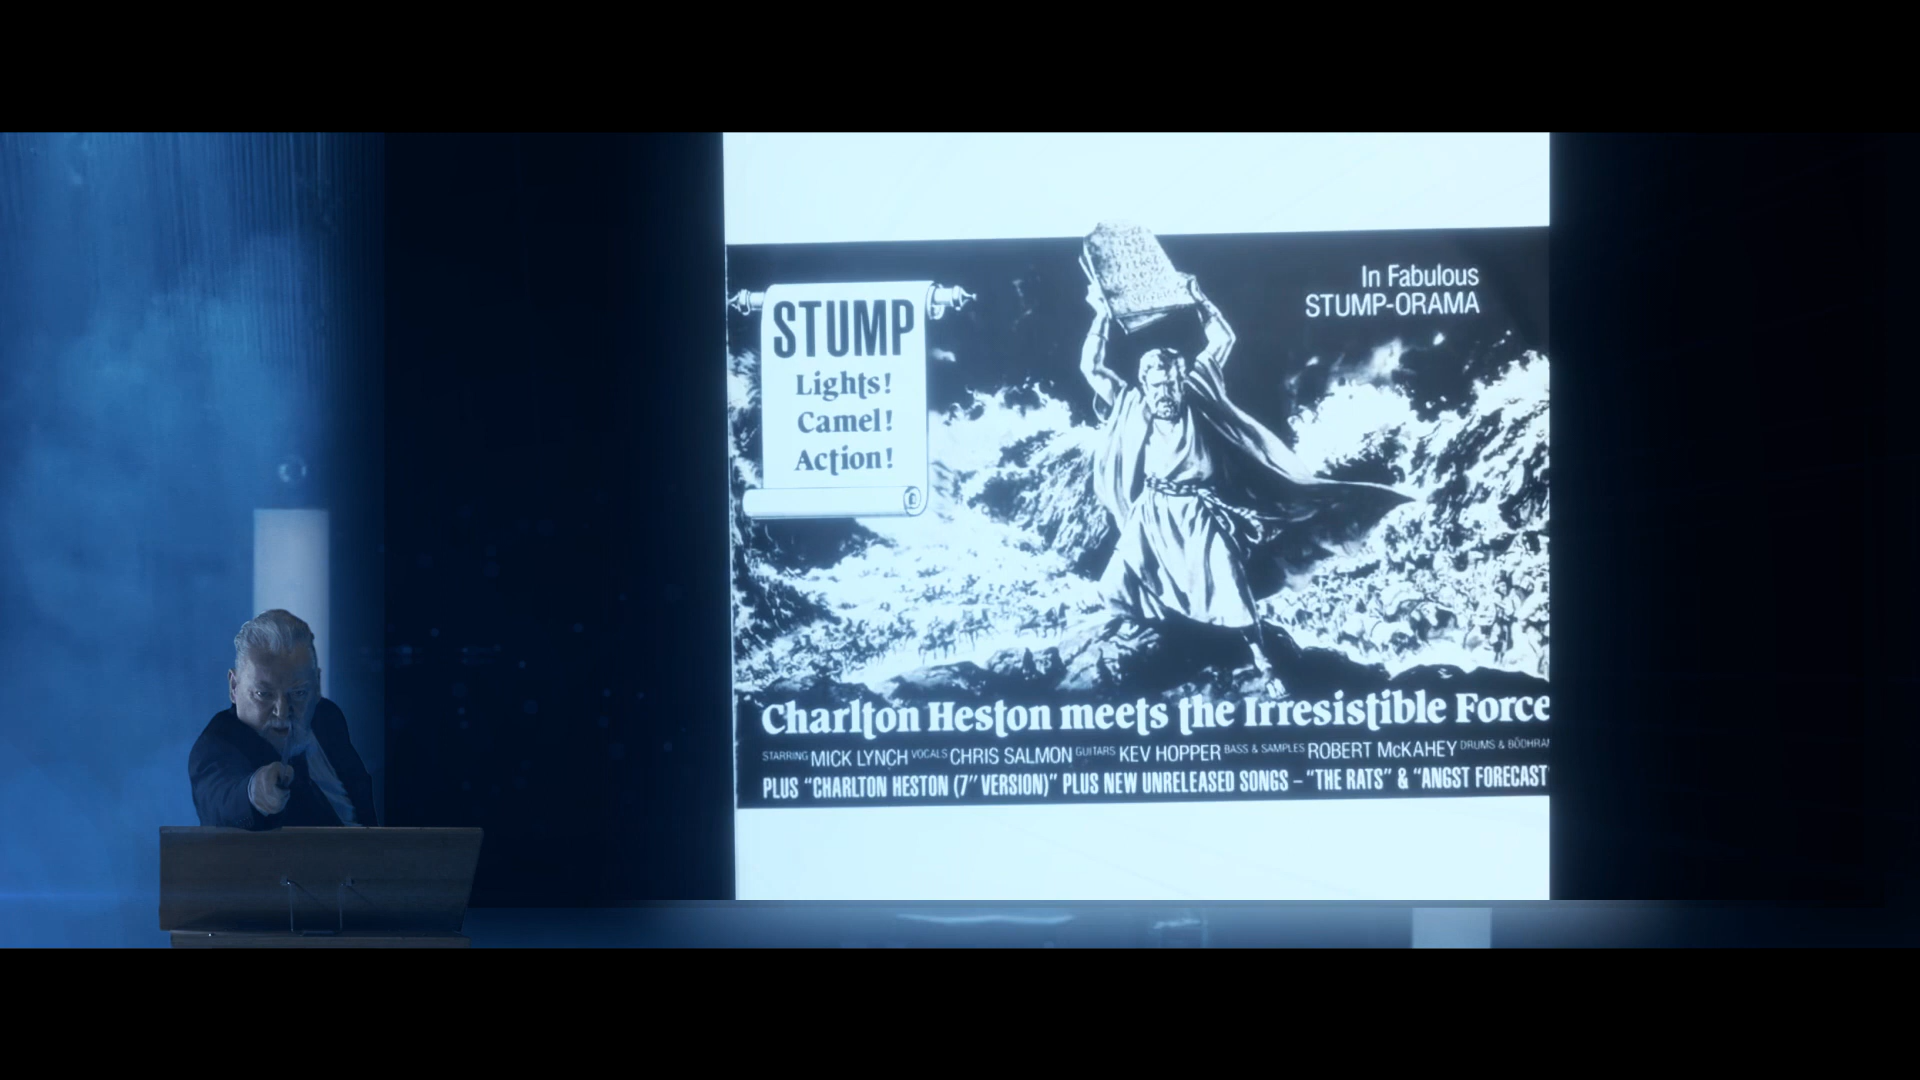 STUMP
Lights!
Camel!
Action!
In Fabulous
STUMP-ORAMA
Charlton Heston meets the Irresistible Force
STARRING MICK LYNCH VOCALS CHRIS SALMON GUITARS KEV HOPPER BASS & SAMPLES ROBERT McKAHEY DRUMS & BÖDHRAN
PLUS “CHARLTON HESTON (7″ VERSION)” PLUS NEW UNRELEASED SONGS – “THE RATS” & “ANGST FORECAST